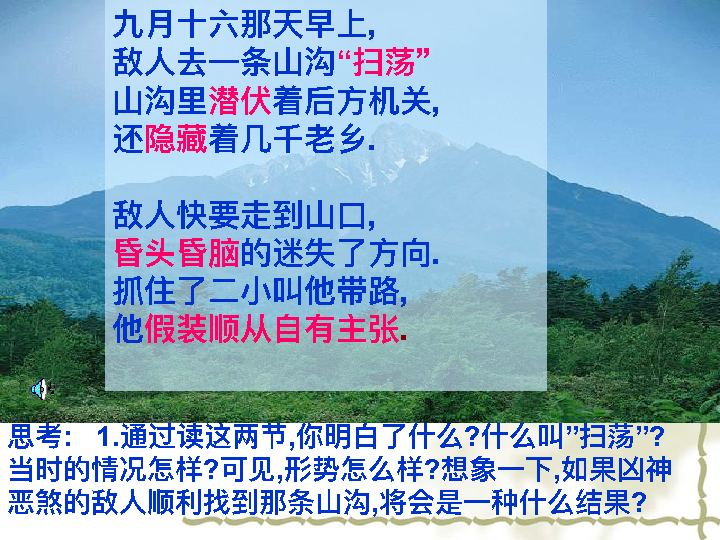 九月十六那天早上,
敌人去一条山沟“扫荡”
山沟里潜伏着后方机关,
还隐藏着几千老乡.
敌人快要走到山口,
昏头昏脑的迷失了方向.
抓住了二小叫他带路,
他假装顺从自有主张.
思考: 1.通过读这两节,你明白了什么?什么叫”扫荡”?
当时的情况怎样?可见,形势怎么样?想象一下,如果凶神
恶煞的敌人顺利找到那条山沟,将会是一种什么结果?